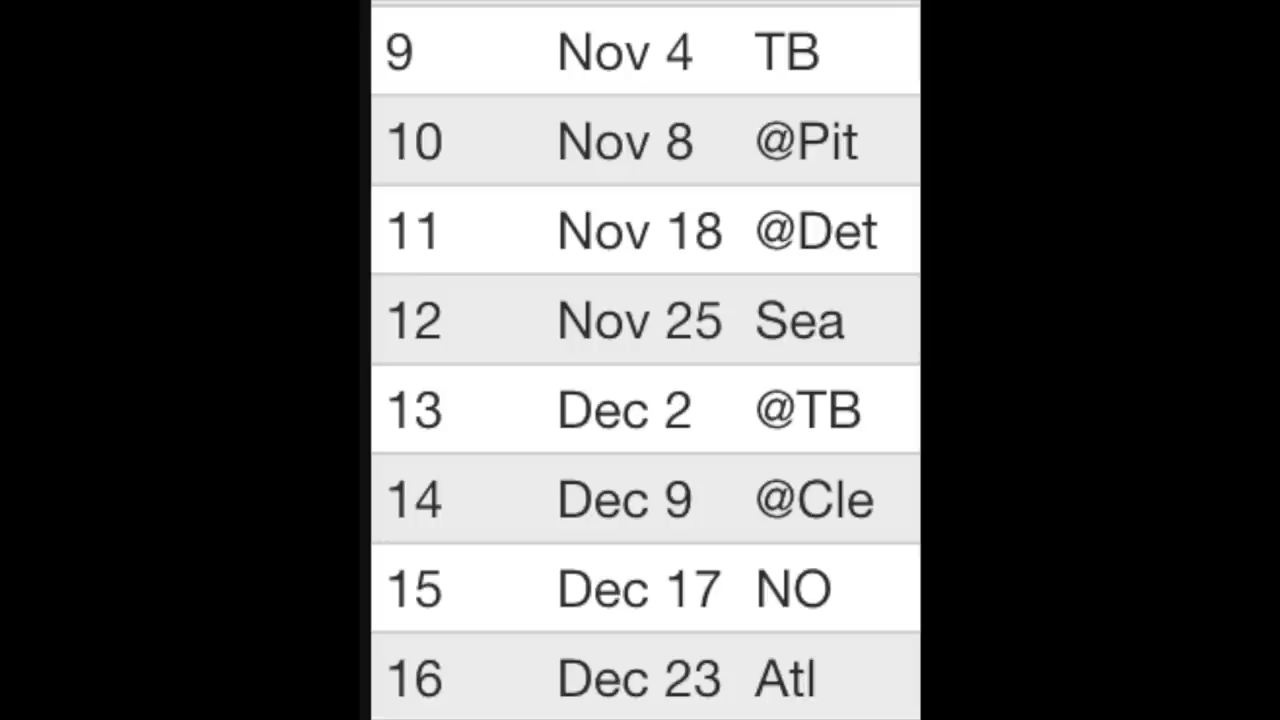 9 Nov 4 TB
10 Nov 8 @Pit
11 Nov 18 @Det
12 Nov 25 Sea
13 Dec 2 @TB
14 Dec 9 @Cle
15 Dec 17 NO
16 Dec 23 Atl